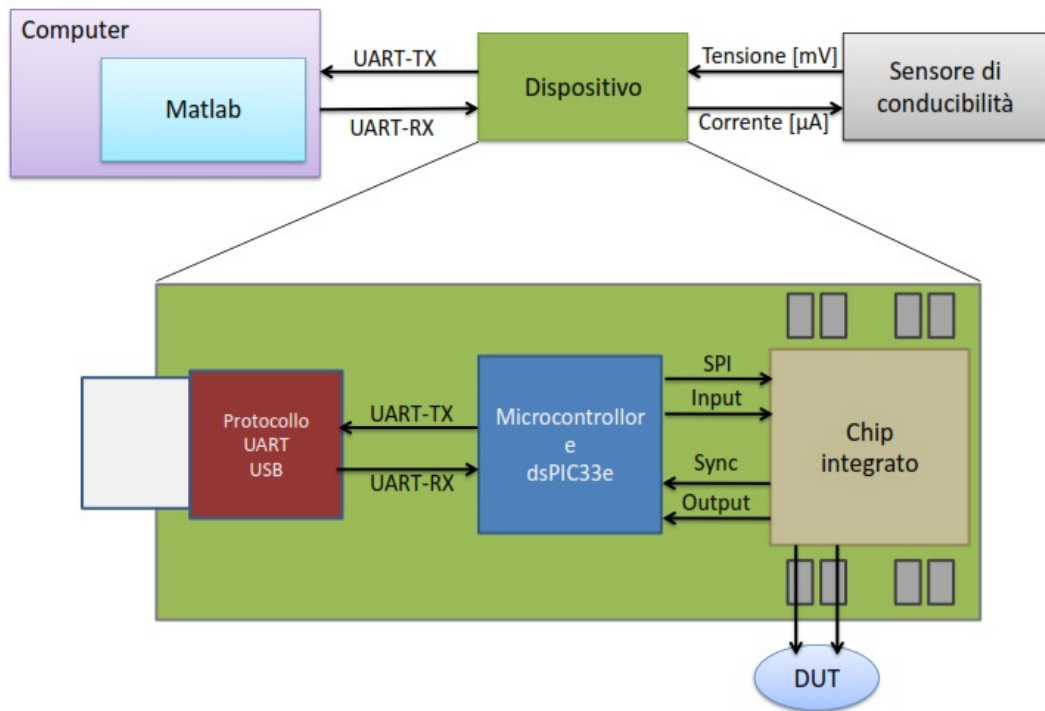 Computer
Matlab
UART-TX
UART-RX
Dispositivo
Tensione [mV]
Corrente [µA]
Sensore di
conducibilità
Protocollo
UART
USB
UART-TX
UART-RX
Microcontrollor
e
dsPIC33e
SPI
Input
Sync
Output
Chip
integrato
DUT